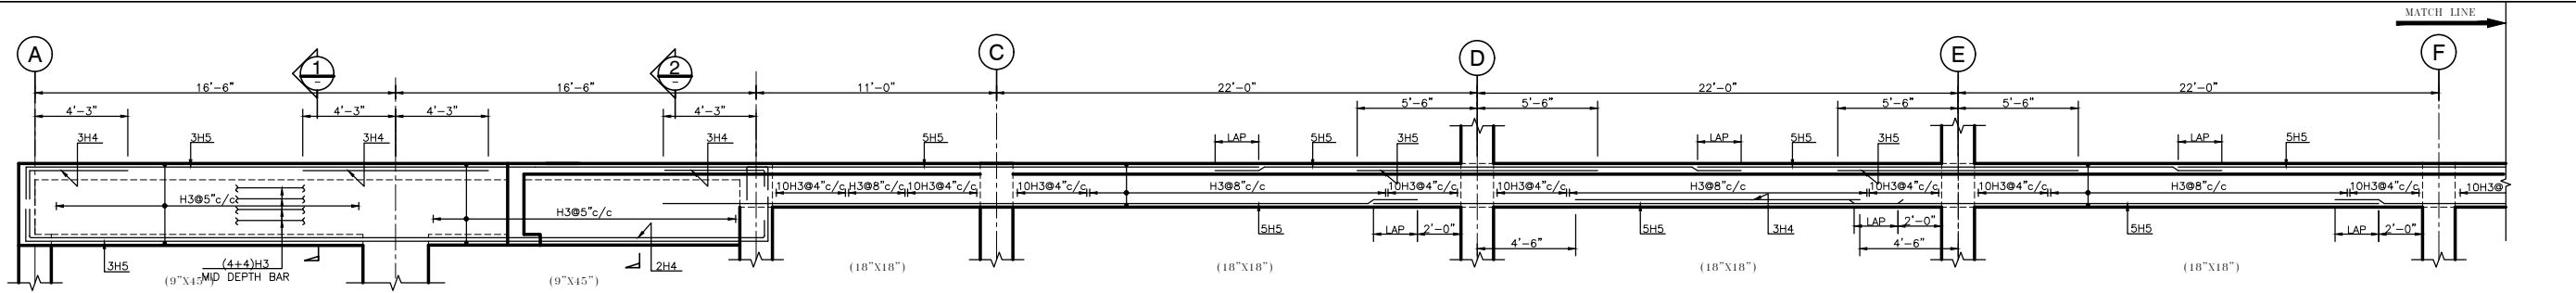 MATCH LINE
A
1
-
2
-
C
D
E
F
16'-6"
16'-6"
11'-0"
22'-0"
22'-0"
22'-0"
4'-3"
4'-3"
4'-3"
4'-3"
5'-6"
5'-6"
5'-6"
5'-6"
3H4
3H5
3H4
3H4
5H5
LAP
5H5
3H5
LAP
5H5
3H5
LAP
5H5
H3@5"c/c
H3@5"c/c
10H3@4"c/c
H3@8"c/c
10H3@4"c/c
10H3@4"c/c
H3@8"c/c
10H3@4"c/c
10H3@4"c/c
H3@8"c/c
10H3@4"c/c
10H3@4"c/c
H3@8"c/c
10H3@4"c/c
10H3@
3H5
(4+4)H3
MID DEPTH BAR
2H4
5H5
LAP
2'-0"
4'-6"
5H5
3H4
LAP
2'-0"
4'-6"
5H5
LAP
2'-0"
(9"X45")
(9"X45")
(18"X18")
(18"X18")
(18"X18")
(18"X18")